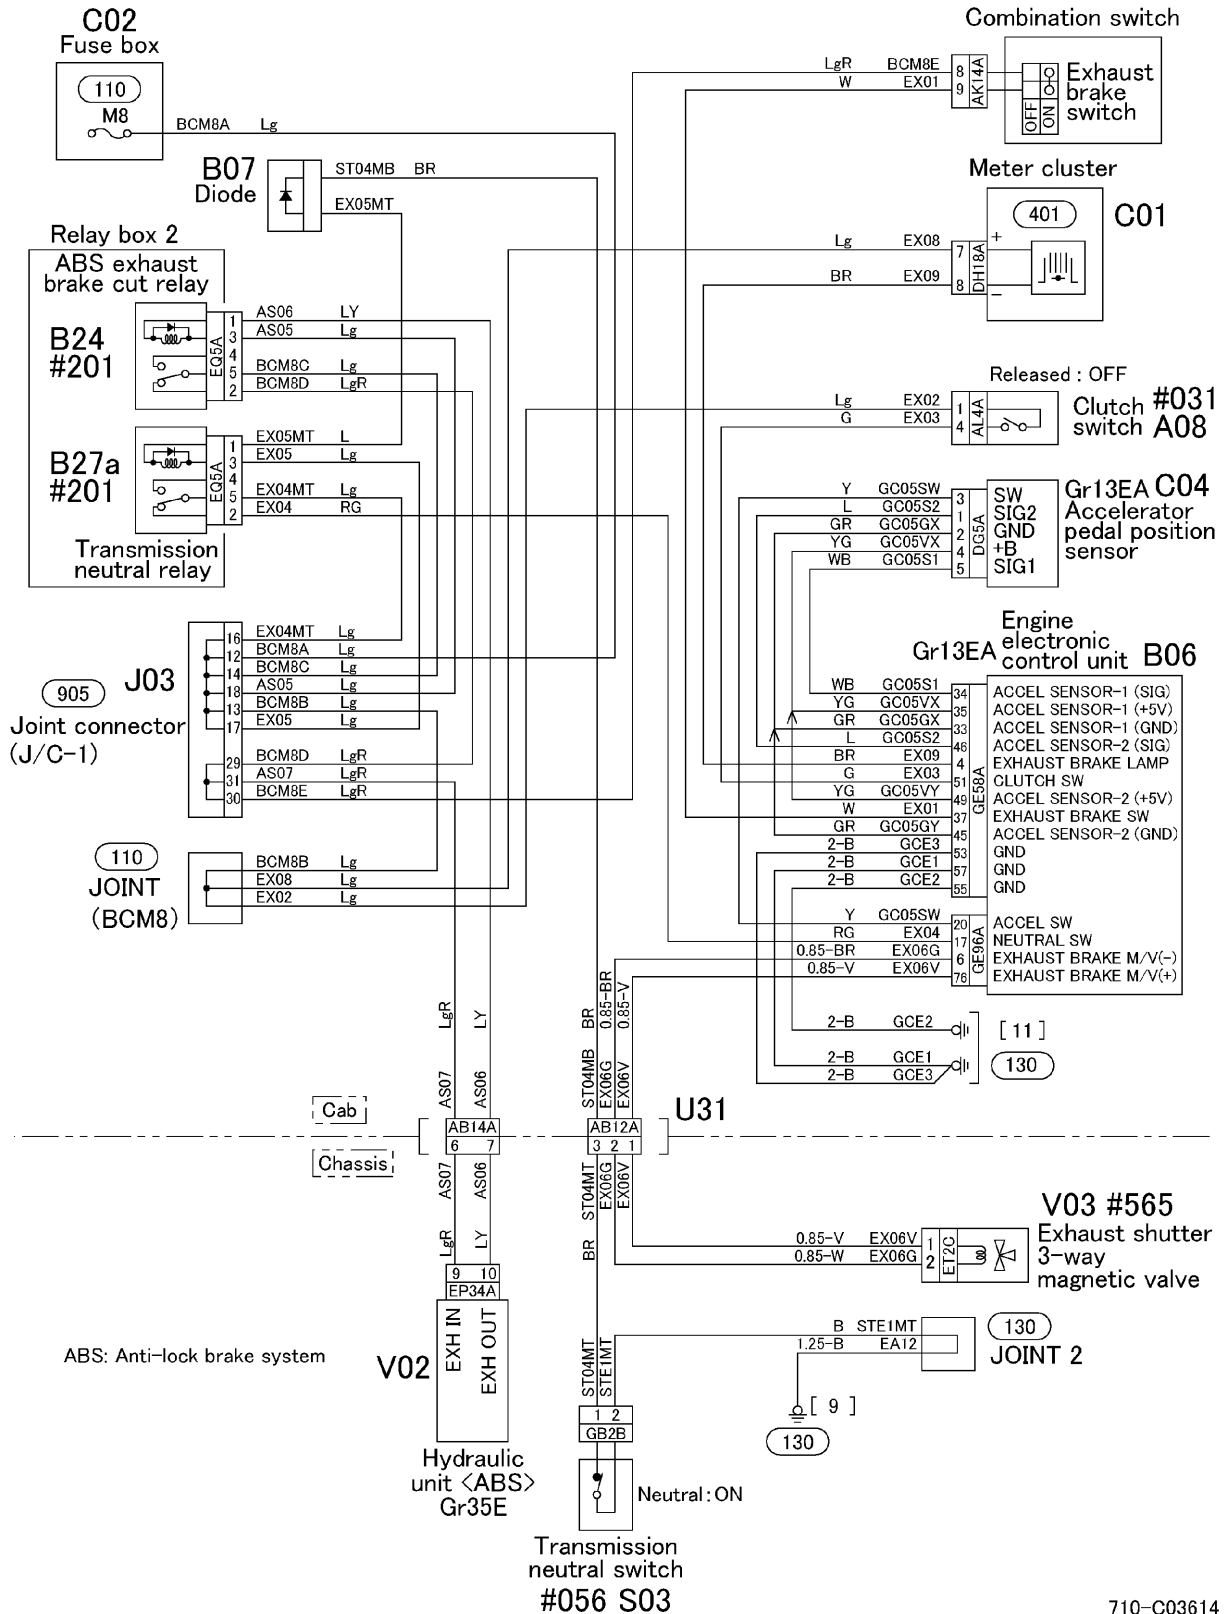 C02
Fuse box
110
M8
BCM8A Lg
B07
Diode
ST04MB BR
EX05MT
Relay box 2
ABS exhaust
brake cut relay
B24
#201
EQ5A
1 AS06 LY
3 AS05 Lg
4
5 BCM8C Lg
2 BCM8D LgR
B27a
#201
EQ5A
1 EX05MT L
3 EX05 Lg
4
5 EX04MT Lg
2 EX04 RG
Transmission
neutral relay
J03
905
Joint connector
(J/C-1)
16 EX04MT Lg
12 BCM8A Lg
14 BCM8C Lg
18 AS05 Lg
13 BCM8B Lg
17 EX05 Lg
29 BCM8D LgR
31 AS07 LgR
30 BCM8E LgR
110
JOINT
(BCM8)
BCM8B Lg
EX08 Lg
EX02 Lg
Combination switch
LgR BCM8E 8
W EX01 9
AK14A
Exhaust
brake
switch
OFF
ON
Meter cluster
401
C01
Lg EX08 7 +
BR EX09 8 −
DH18A
Released : OFF
Lg EX02 1
G EX03 4
AL4A
Clutch #031
switch A08
Y GC05SW 3 SW
L GC05S2 1 SIG2
GR GC05GX 2 GND
YG GC05VX 4 +B
WB GC05S1 5 SIG1
DG5A
Gr13EA C04
Accelerator
pedal position
sensor
Engine
electronic
Gr13EA control unit B06
WB GC05S1 34 ACCEL SENSOR-1 (SIG)
YG GC05VX 35 ACCEL SENSOR-1 (+5V)
GR GC05GX 33 ACCEL SENSOR-1 (GND)
L GC05S2 46 ACCEL SENSOR-2 (SIG)
BR EX09 4 EXHAUST BRAKE LAMP
G EX03 51 CLUTCH SW
YG GC05VY 49 ACCEL SENSOR-2 (+5V)
W EX01 37 EXHAUST BRAKE SW
GR GC05GY 45 ACCEL SENSOR-2 (GND)
2-B GCE3 53 GND
2-B GCE1 57 GND
2-B GCE2 55 GND
GE58A
Y GC05SW 20 ACCEL SW
RG EX04 17 NEUTRAL SW
0.85-BR EX06G 6 EXHAUST BRAKE M/V(-)
0.85-V EX06V 76 EXHAUST BRAKE M/V(+)
GE96A
2-B GCE2
[ 11 ]
2-B GCE1
2-B GCE3
130
LgR LY BR 0.85-BR 0.85-V
AS07 AS06 ST04MB EX06G EX06V
Cab
AB14A
6 7
AB12A
3 2 1
U31
Chassis
AS07 AS06 ST04MT EX06G EX06V
LgR LY BR
9 10
EP34A
EXH IN
EXH OUT
V02
Hydraulic
unit <ABS>
Gr35E
ABS: Anti-lock brake system
V03 #565
0.85-V EX06V 1
0.85-W EX06G 2
ET2C
Exhaust shutter
3-way
magnetic valve
B STE1MT
1.25-B EA12
130
JOINT 2
[ 9 ]
130
ST04MT STE1MT
1 2
GB2B
Neutral : ON
Transmission
neutral switch
#056 S03
710-C03614